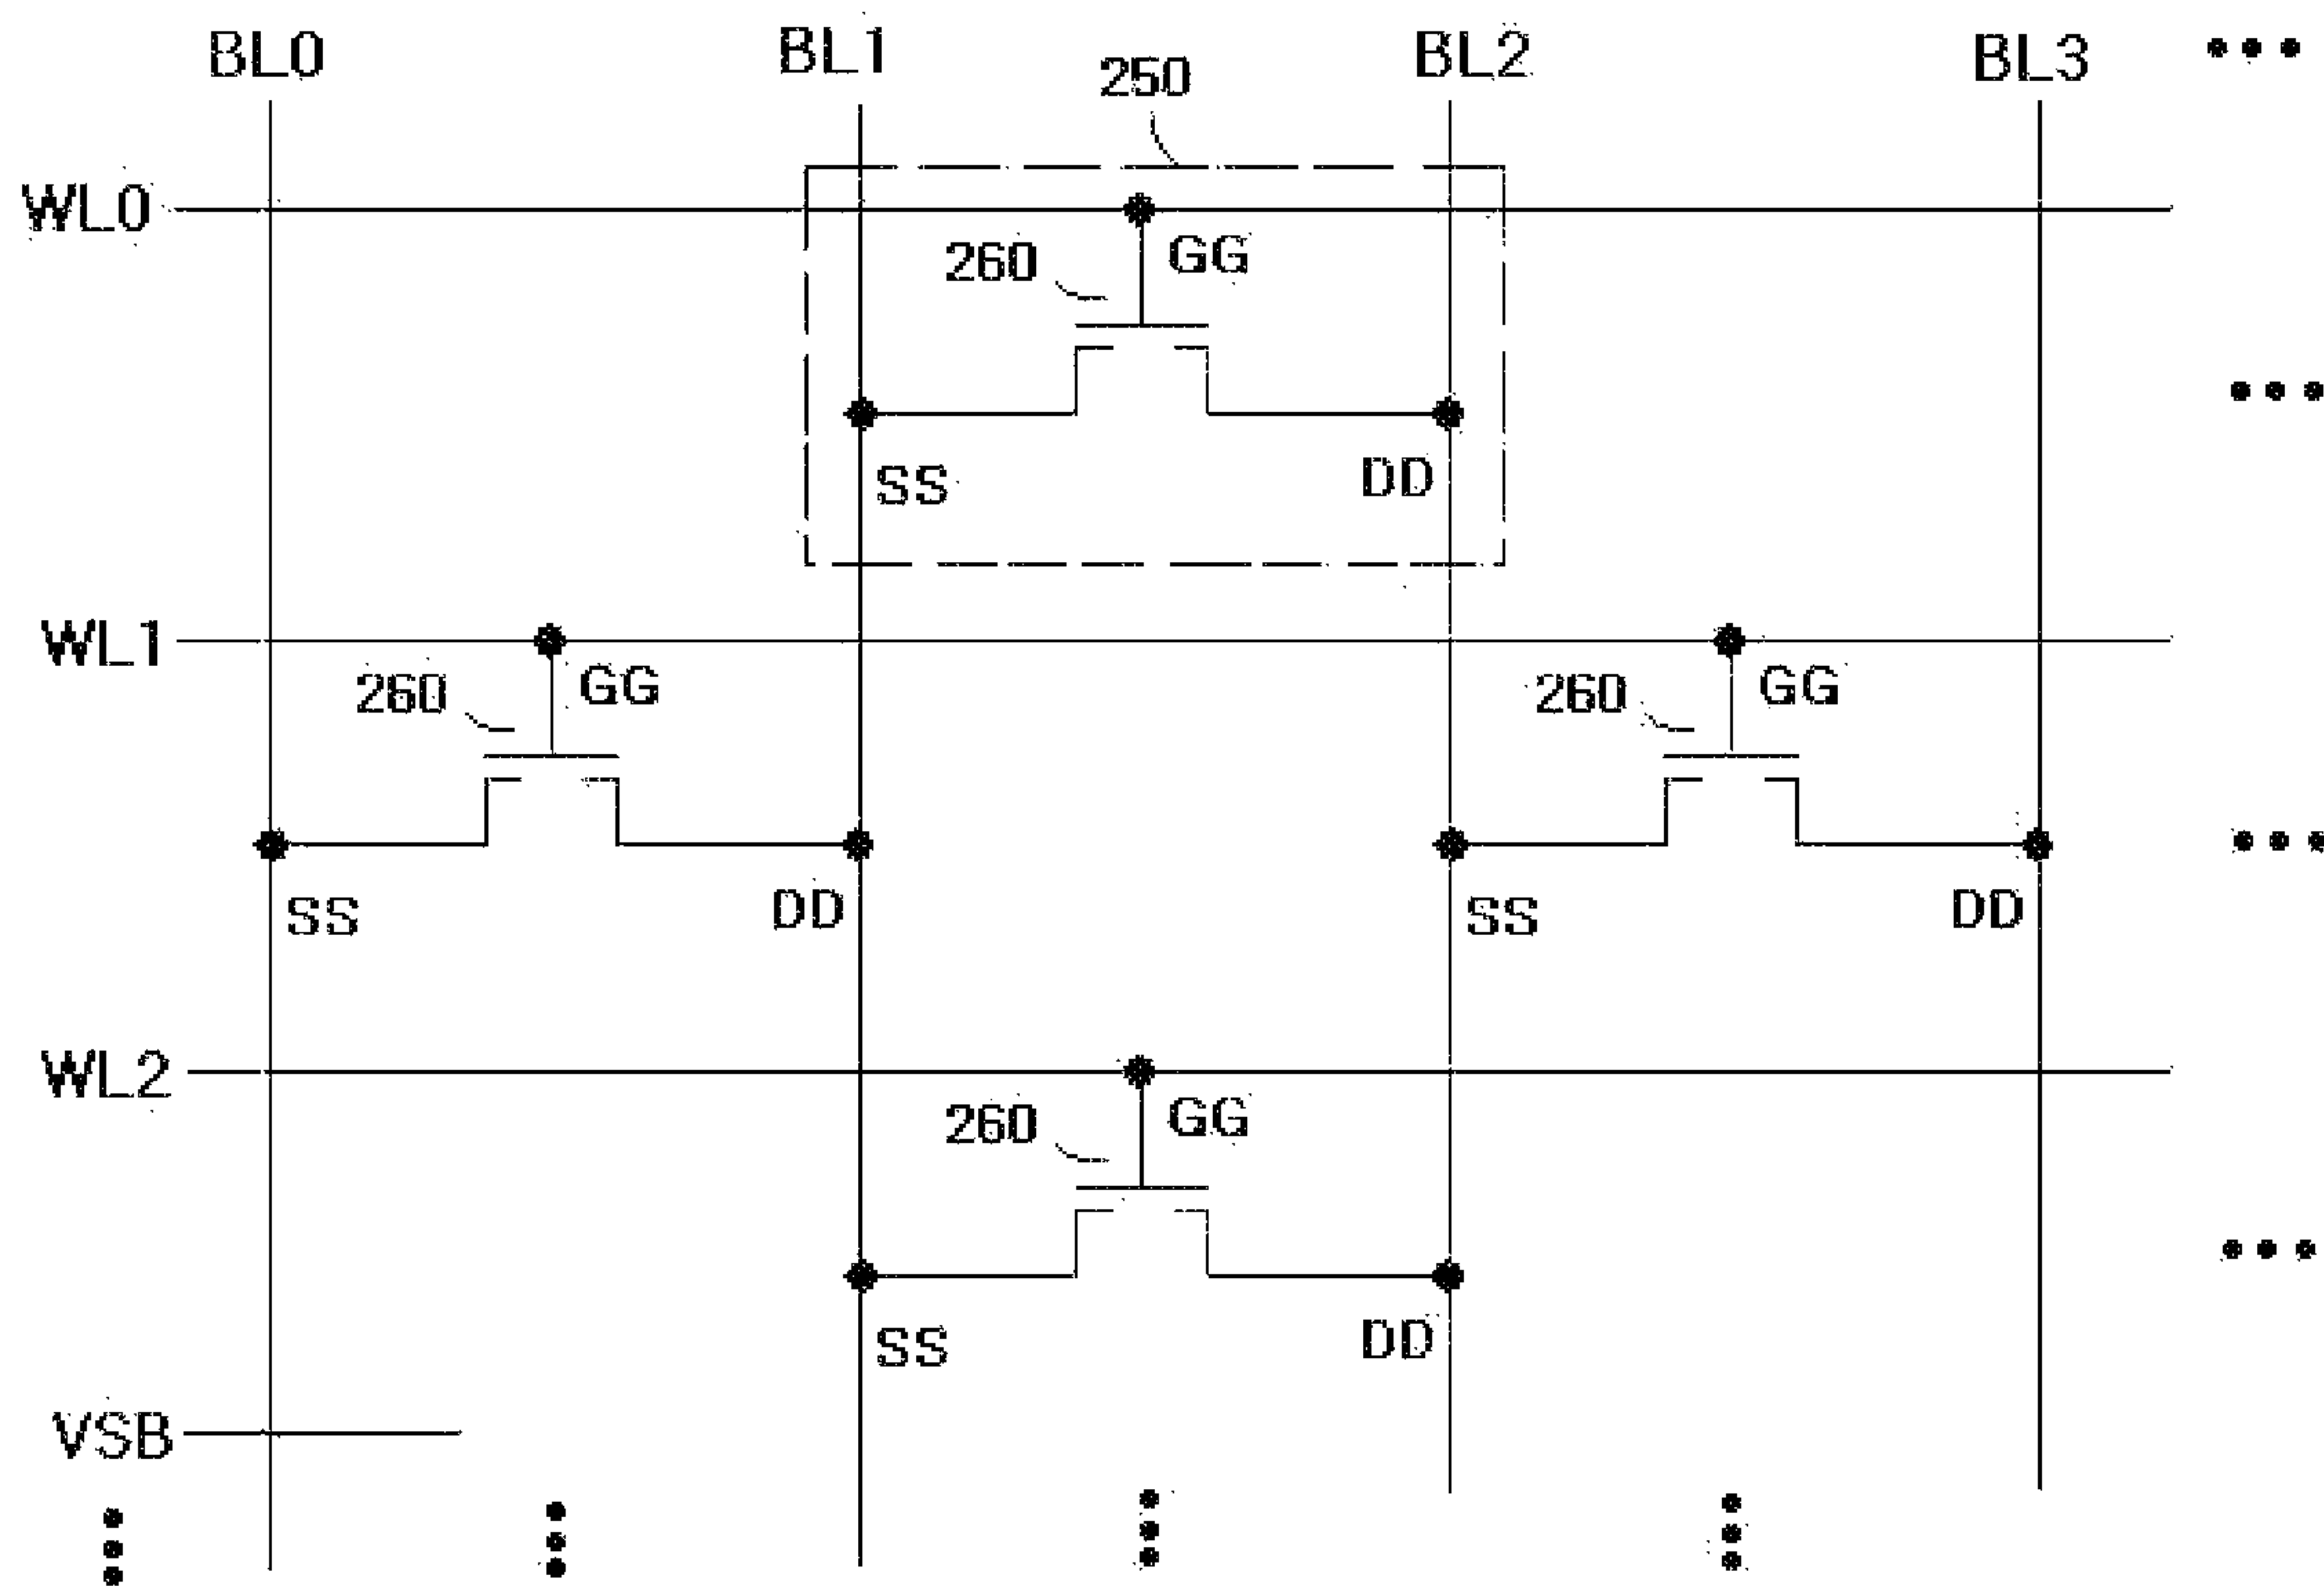 BL0 BL1 250 BL2 BL3
WL0
260 GG
SS DD
WL1
260 GG 260 GG
SS DD SS DD
WL2
260 GG
SS DD
VSB